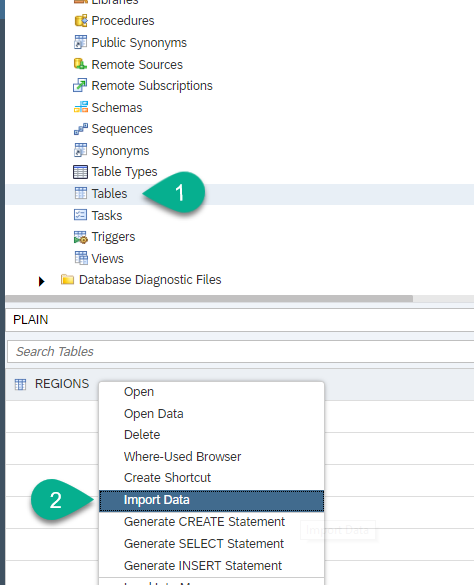 Libraries
Procedures
Public Synonyms
Remote Sources
Remote Subscriptions
Schemas
Sequences
Synonyms
Table Types
Tables
1
Tasks
Triggers
Views
Database Diagnostic Files
PLAIN
Search Tables
REGIONS
Open
Open Data
Delete
Where-Used Browser
Create Shortcut
2
Import Data
Generate CREATE Statement
Import Data
Generate SELECT Statement
Generate INSERT Statement